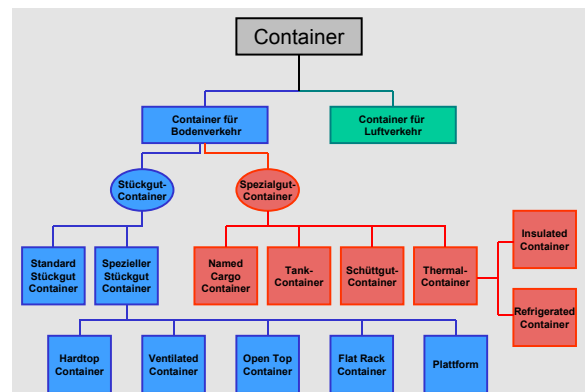 Container
Container für
Bodenverkehr
Container für
Luftverkehr
Stückgut-
Container
Spezialgut-
Container
Standard
Stückgut
Container
Spezieller
Stückgut
Container
Named
Cargo
Container
Tank-
Container
Schüttgut-
Container
Thermal-
Container
Insulated
Container
Refrigerated
Container
Hardtop
Container
Ventilated
Container
Open Top
Container
Flat Rack
Container
Plattform